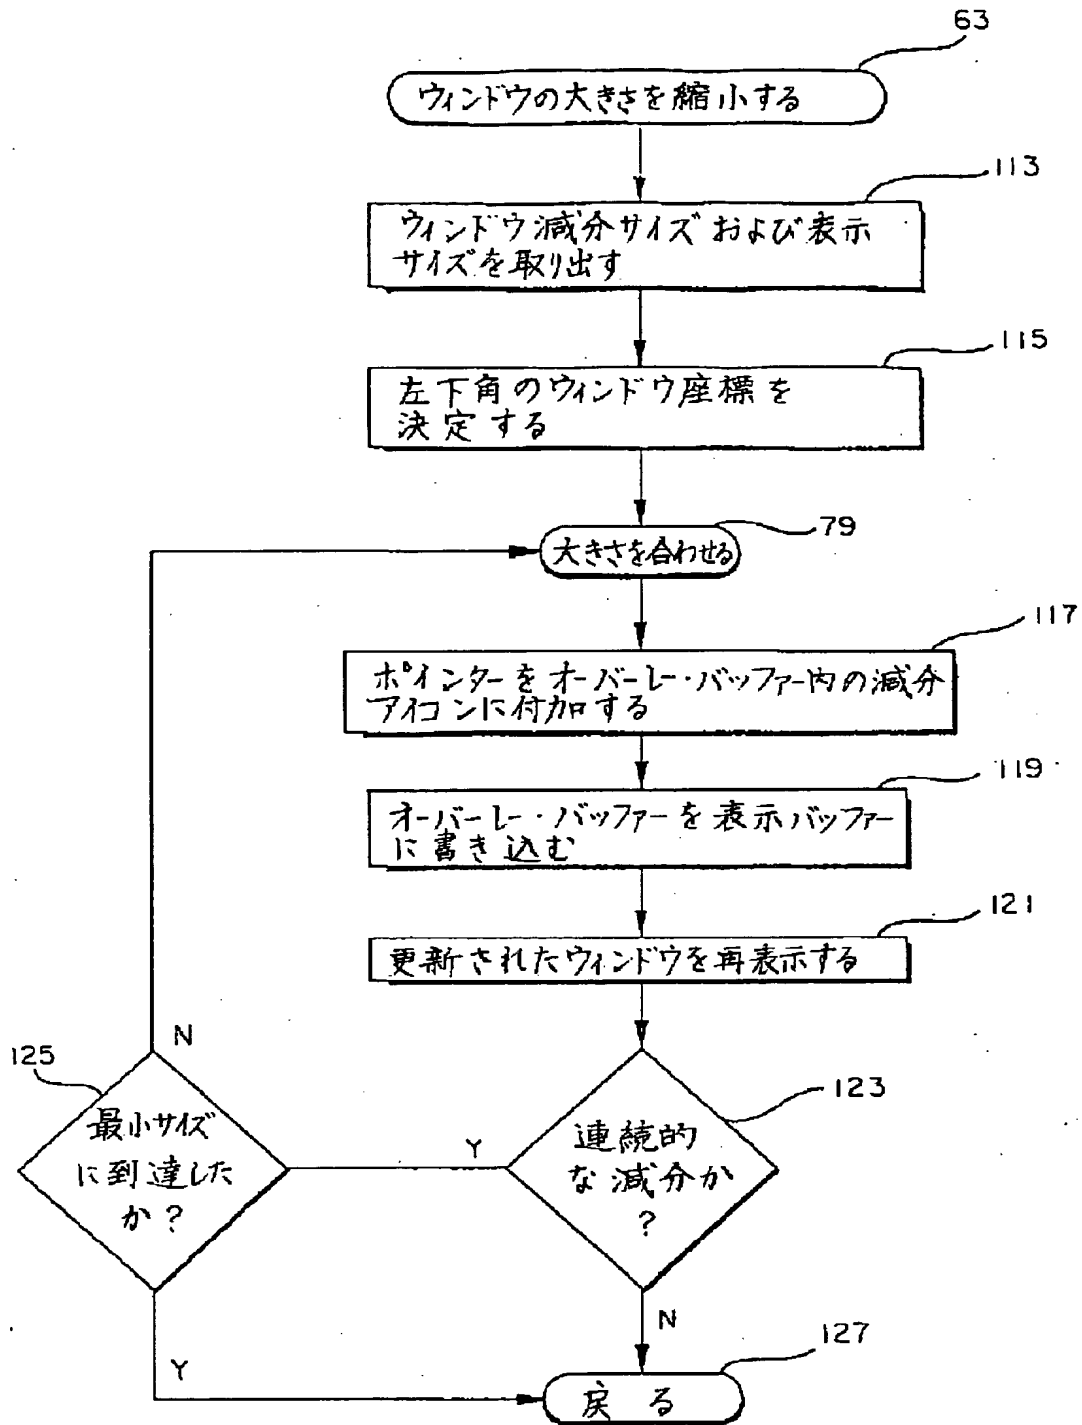 63
ウィンドウの大きさを縮小する
113
ウィンドウ減分サイズおよび表示
サイズを取り出す
115
左下角のウィンドウ座標を
決定する
79
大きさを合わせる
117
ポインターをオーバーレー・バッファー内の減分
アイコンに付加する
119
オーバーレー・バッファーを表示バッファー
に書き込む
121
更新されたウィンドウを再表示する
N
125
最小サイズ
に到達した
か?
Y
123
連続的
な減分か
?
N
Y
127
戻る